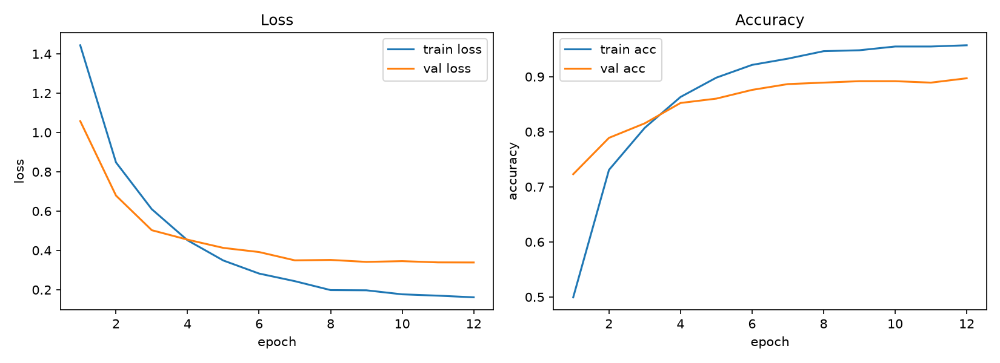 Loss
train loss
val loss
1.4
1.2
1.0
0.8
0.6
0.4
0.2
loss
2 4 6 8 10 12
epoch
Accuracy
train acc
val acc
0.9
0.8
0.7
0.6
0.5
accuracy
2 4 6 8 10 12
epoch